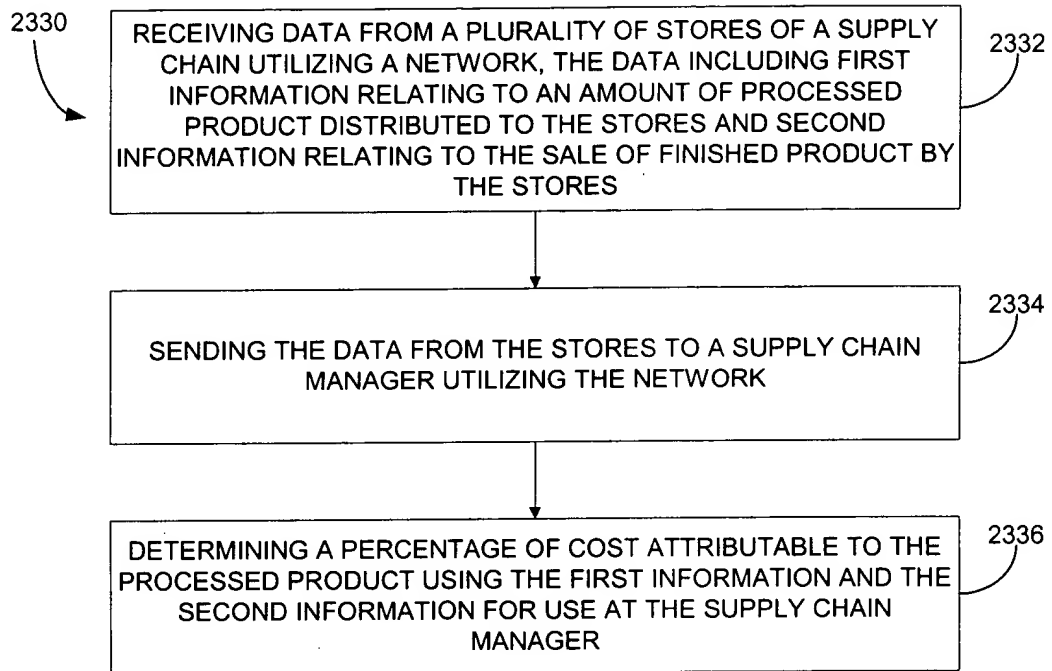 2330
RECEIVING DATA FROM A PLURALITY OF STORES OF A SUPPLY
CHAIN UTILIZING A NETWORK, THE DATA INCLUDING FIRST
INFORMATION RELATING TO AN AMOUNT OF PROCESSED
PRODUCT DISTRIBUTED TO THE STORES AND SECOND
INFORMATION RELATING TO THE SALE OF FINISHED PRODUCT BY
THE STORES
2332
SENDING THE DATA FROM THE STORES TO A SUPPLY CHAIN
MANAGER UTILIZING THE NETWORK
2334
DETERMINING A PERCENTAGE OF COST ATTRIBUTABLE TO THE
PROCESSED PRODUCT USING THE FIRST INFORMATION AND THE
SECOND INFORMATION FOR USE AT THE SUPPLY CHAIN
MANAGER
2336